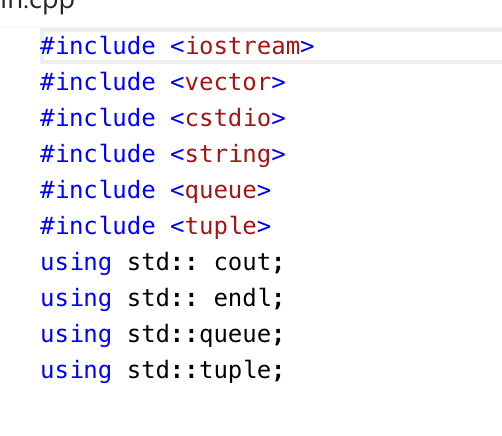 #include <iostream>
#include <vector>
#include <cstdio>
#include <string>
#include <queue>
#include <tuple>
using std:: cout;
using std:: endl;
using std::queue;
using std::tuple;